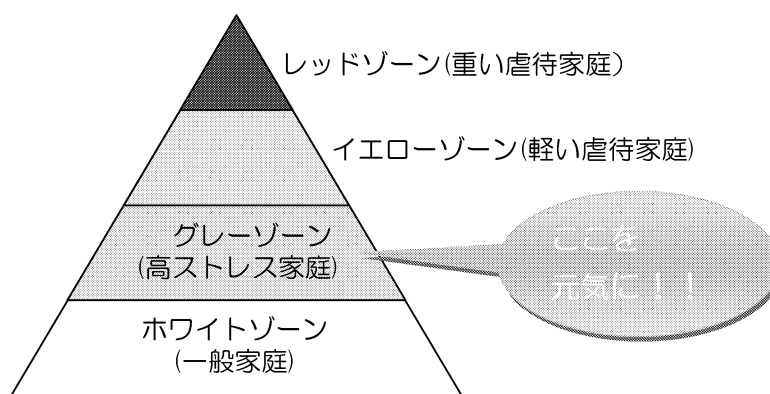 レッドゾーン(重い虐待家庭）
イエローゾーン(軽い虐待家庭)
グレーゾーン
(高ストレス家庭)
ここを
元気に！！
ホワイトゾーン
(一般家庭)